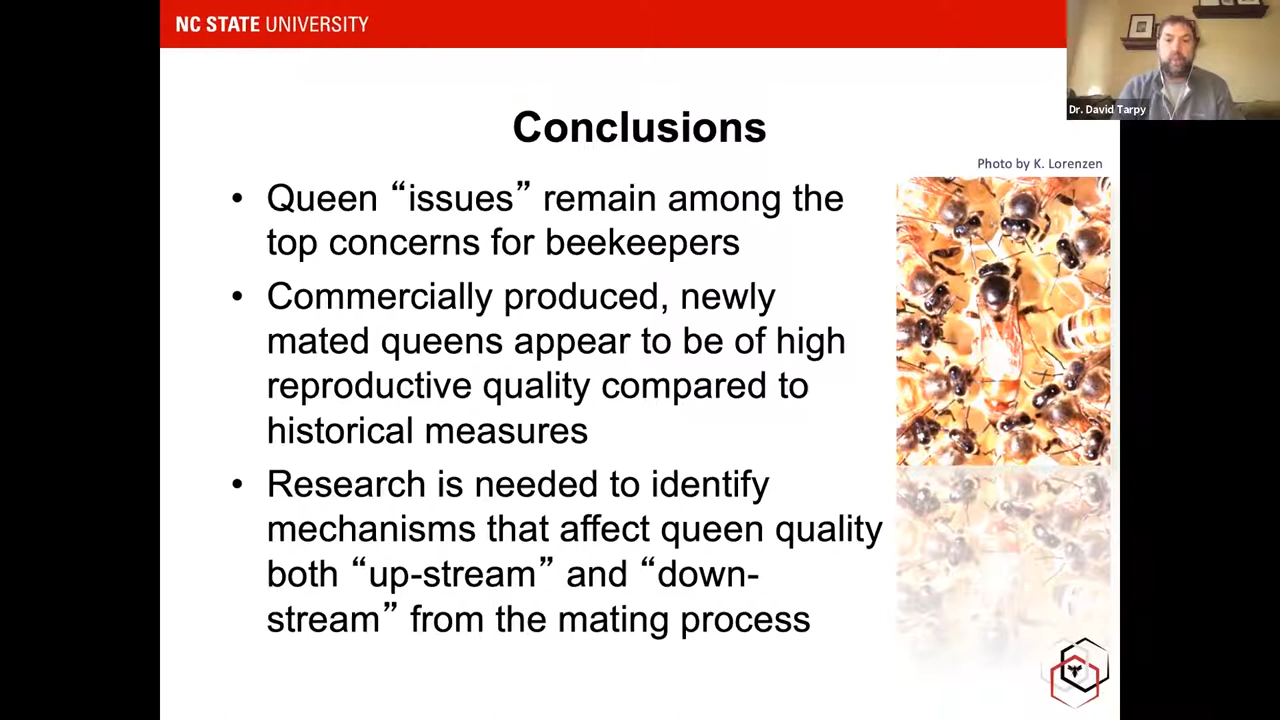 NC STATE UNIVERSITY
Dr. David Tarpy
Conclusions
Photo by K. Lorenzen
• Queen “issues” remain among the
top concerns for beekeepers
• Commercially produced, newly
mated queens appear to be of high
reproductive quality compared to
historical measures
• Research is needed to identify
mechanisms that affect queen quality
both “up-stream” and “down-
stream” from the mating process